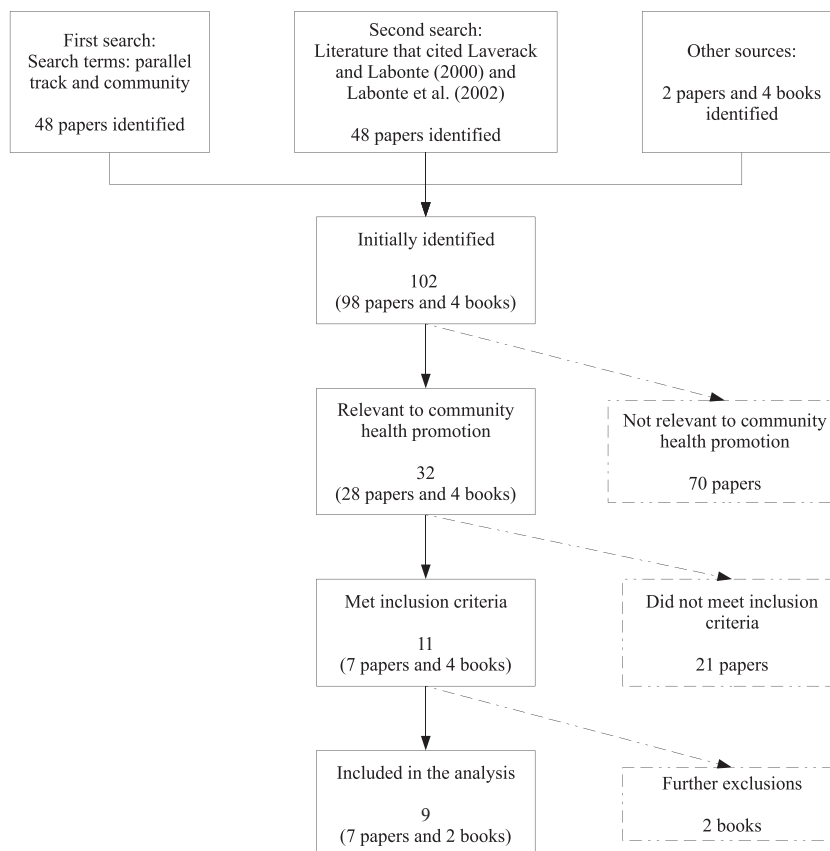 First search:
Search terms: parallel
track and community
48 papers identified
Second search:
Literature that cited Laverack
and Labonte (2000) and
Labonte et al. (2002)
48 papers identified
Other sources:
2 papers and 4 books
identified
Initially identified
102
(98 papers and 4 books)
Relevant to community
health promotion
32
(28 papers and 4 books)
Not relevant to community
health promotion
70 papers
Met inclusion criteria
11
(7 papers and 4 books)
Did not meet inclusion
criteria
21 papers
Included in the analysis
9
(7 papers and 2 books)
Further exclusions
2 books